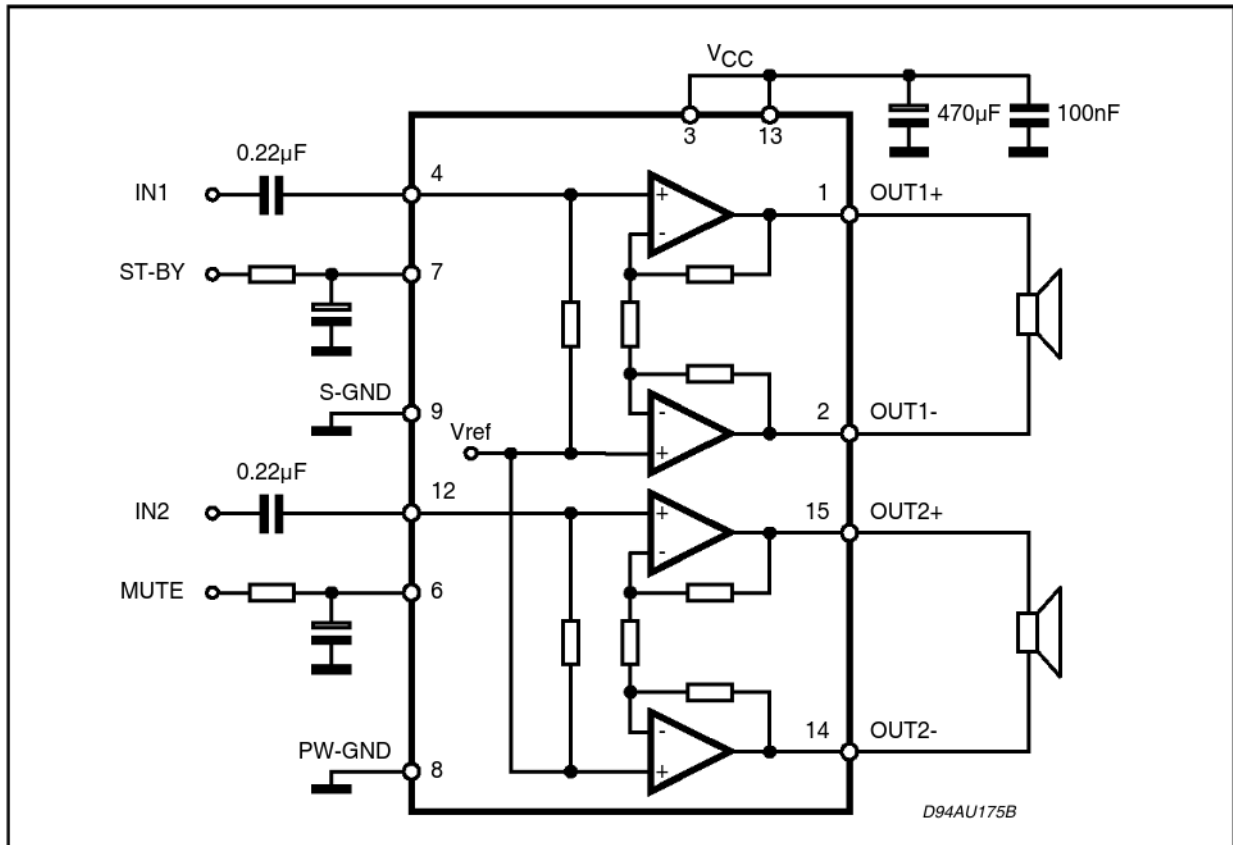 VCC
470µF
100nF
3
13
0.22µF
IN1
4
+
-
1
OUT1+
ST-BY
7
S-GND
9
-
+
2
OUT1-
Vref
0.22µF
IN2
12
+
-
15
OUT2+
MUTE
6
-
+
14
OUT2-
PW-GND
8
D94AU175B